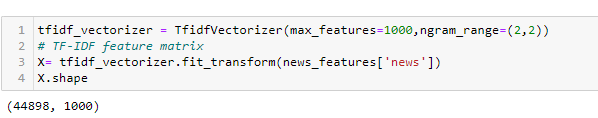 1 tfidf_vectorizer = TfidfVectorizer(max_features=1000,ngram_range=(2,2))
2 # TF-IDF feature matrix
3 X= tfidf_vectorizer.fit_transform(news_features['news'])
4 X.shape
(44898, 1000)